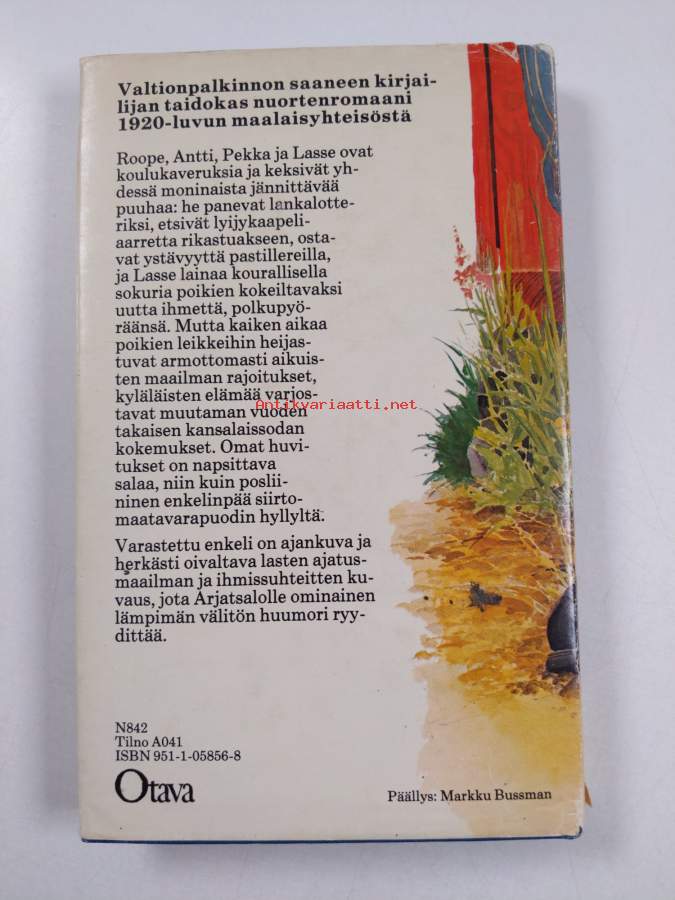 Valtionpalkinnon saaneen kirjai-
lijan taidokas nuortenromaani
1920-luvun maalaisyhteisöstä
Roope, Antti, Pekka ja Lasse ovat
koulukaveruksia ja keksivät yh-
dessä moninaista jännittävää
puuhaa: he panevat lankalotte-
riksi, etsivät lyijykaapeli-
aarretta rikastuakseen, osta-
vat ystävyyttä pastillereilla,
ja Lasse lainaa kourallisella
sokuria poikien kokeiltavaksi
uutta ihmettä, polkupyö-
räänsä. Mutta kaiken aikaa
poikien leikkeihin heijas-
tuvat armottomasti aikuis-
ten maailman rajoitukset,
kyläläisten elämää varjos-
tavat muutaman vuoden
takaisen kansalaissodan
kokemukset. Omat huvi-
tukset on napsittava
salaa, niin kuin poslii-
ninen enkelinpää siirto-
maatavarapuodin hyllyltä.
Varastettu enkeli on ajankuva ja
herkästi oivaltava lasten ajatus-
maailman ja ihmissuhteitten ku-
vaus, jota Arjatsalolle ominainen
lämpimän välitön huumori ryy-
dittää.
N842
Tilno A041
ISBN 951-1-05856-8
Otava
Päällys: Markku Bussman
Antikvariaatti.net